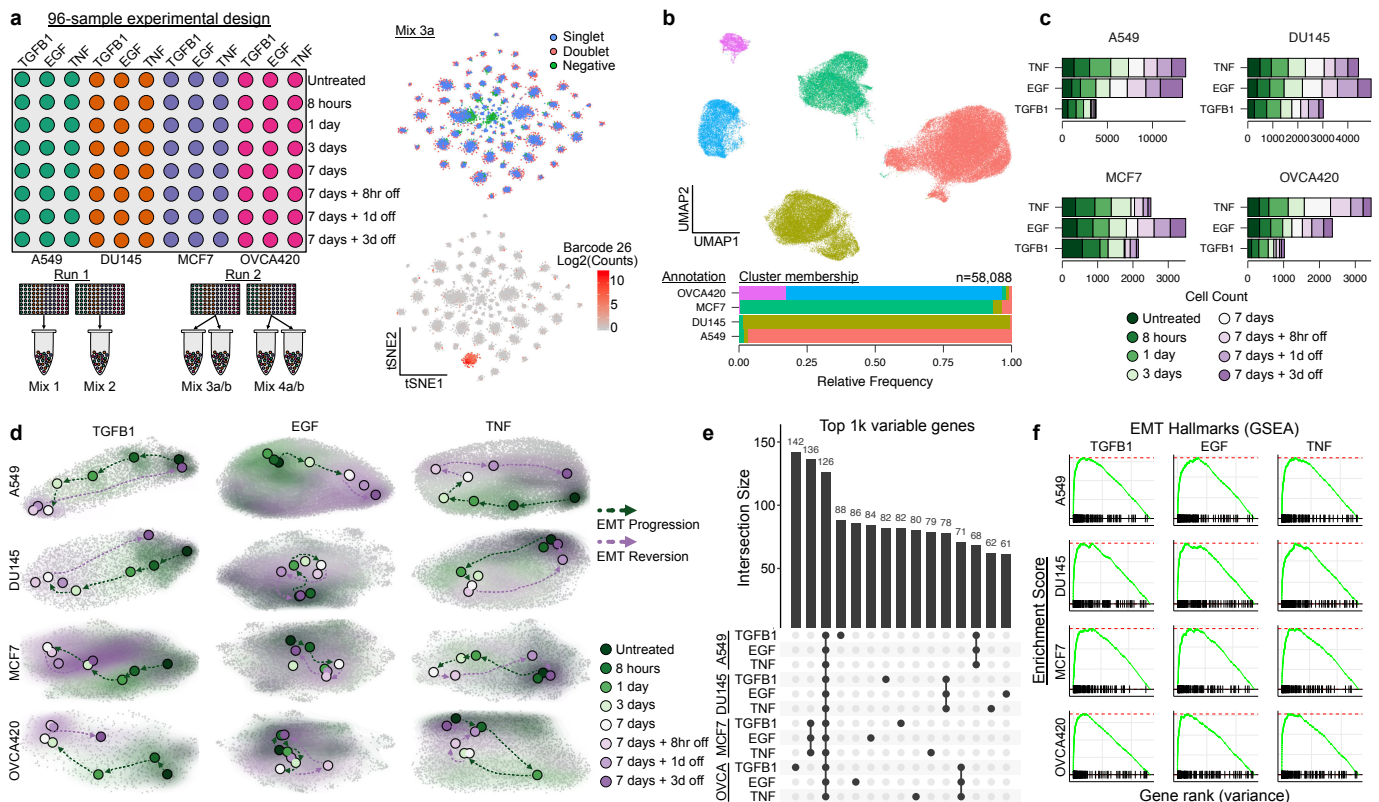 a
96-sample experimental design
TGFB1 EGF TNF TGFB1 EGF TNF TGFB1 EGF TNF TGFB1 EGF TNF
Untreated
8 hours
1 day
3 days
7 days
7 days + 8hr off
7 days + 1d off
7 days + 3d off
A549 DU145 MCF7 OVCA420
Run 1 Run 2
Mix 1 Mix 2 Mix 3a/b Mix 4a/b
Mix 3a
Singlet
Doublet
Negative
Barcode 26
Log2(Counts)
10
5
0
tSNE2
tSNE1
b
UMAP2
UMAP1
Annotation Cluster membership n=58,088
OVCA420
MCF7
DU145
A549
0.00 0.25 0.50 0.75 1.00
Relative Frequency
c
A549
TNF
EGF
TGFB1
0 5000 10000
DU145
TNF
EGF
TGFB1
0 1000 2000 3000 4000
MCF7
TNF
EGF
TGFB1
0 1000 2000 3000
OVCA420
TNF
EGF
TGFB1
0 1000 2000 3000
Cell Count
Untreated
8 hours
1 day
3 days
7 days
7 days + 8hr off
7 days + 1d off
7 days + 3d off
d
TGFB1 EGF TNF
A549
DU145
MCF7
OVCA420
EMT Progression
EMT Reversion
Untreated
8 hours
1 day
3 days
7 days
7 days + 8hr off
7 days + 1d off
7 days + 3d off
e
Top 1k variable genes
Intersection Size
150
100
50
142 136 126 88 86 84 82 82 80 79 78 71 68 62 61
A549
TGFB1
EGF
TNF
DU145
TGFB1
EGF
TNF
MCF7
TGFB1
EGF
TNF
OVCA
TGFB1
EGF
TNF
f
EMT Hallmarks (GSEA)
TGFB1 EGF TNF
A549
DU145
MCF7
OVCA420
Enrichment Score
Gene rank (variance)